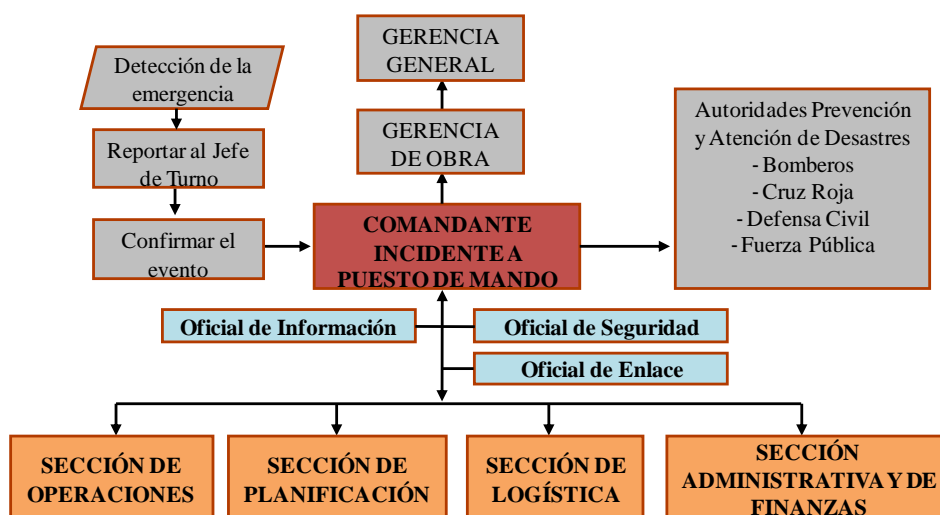 Detección de la
emergencia
Reportar al Jefe
de Turno
Confirmar el
evento
GERENCIA
GENERAL
GERENCIA
DE OBRA
COMANDANTE
INCIDENTE A
PUESTO DE MANDO
Autoridades Prevención
y Atención de Desastres
- Bomberos
- Cruz Roja
- Defensa Civil
- Fuerza Pública
Oficial de Información
Oficial de Seguridad
Oficial de Enlace
SECCIÓN DE
OPERACIONES
SECCIÓN DE
PLANIFICACIÓN
SECCIÓN DE
LOGÍSTICA
SECCIÓN
ADMINISTRATIVA Y DE
FINANZAS